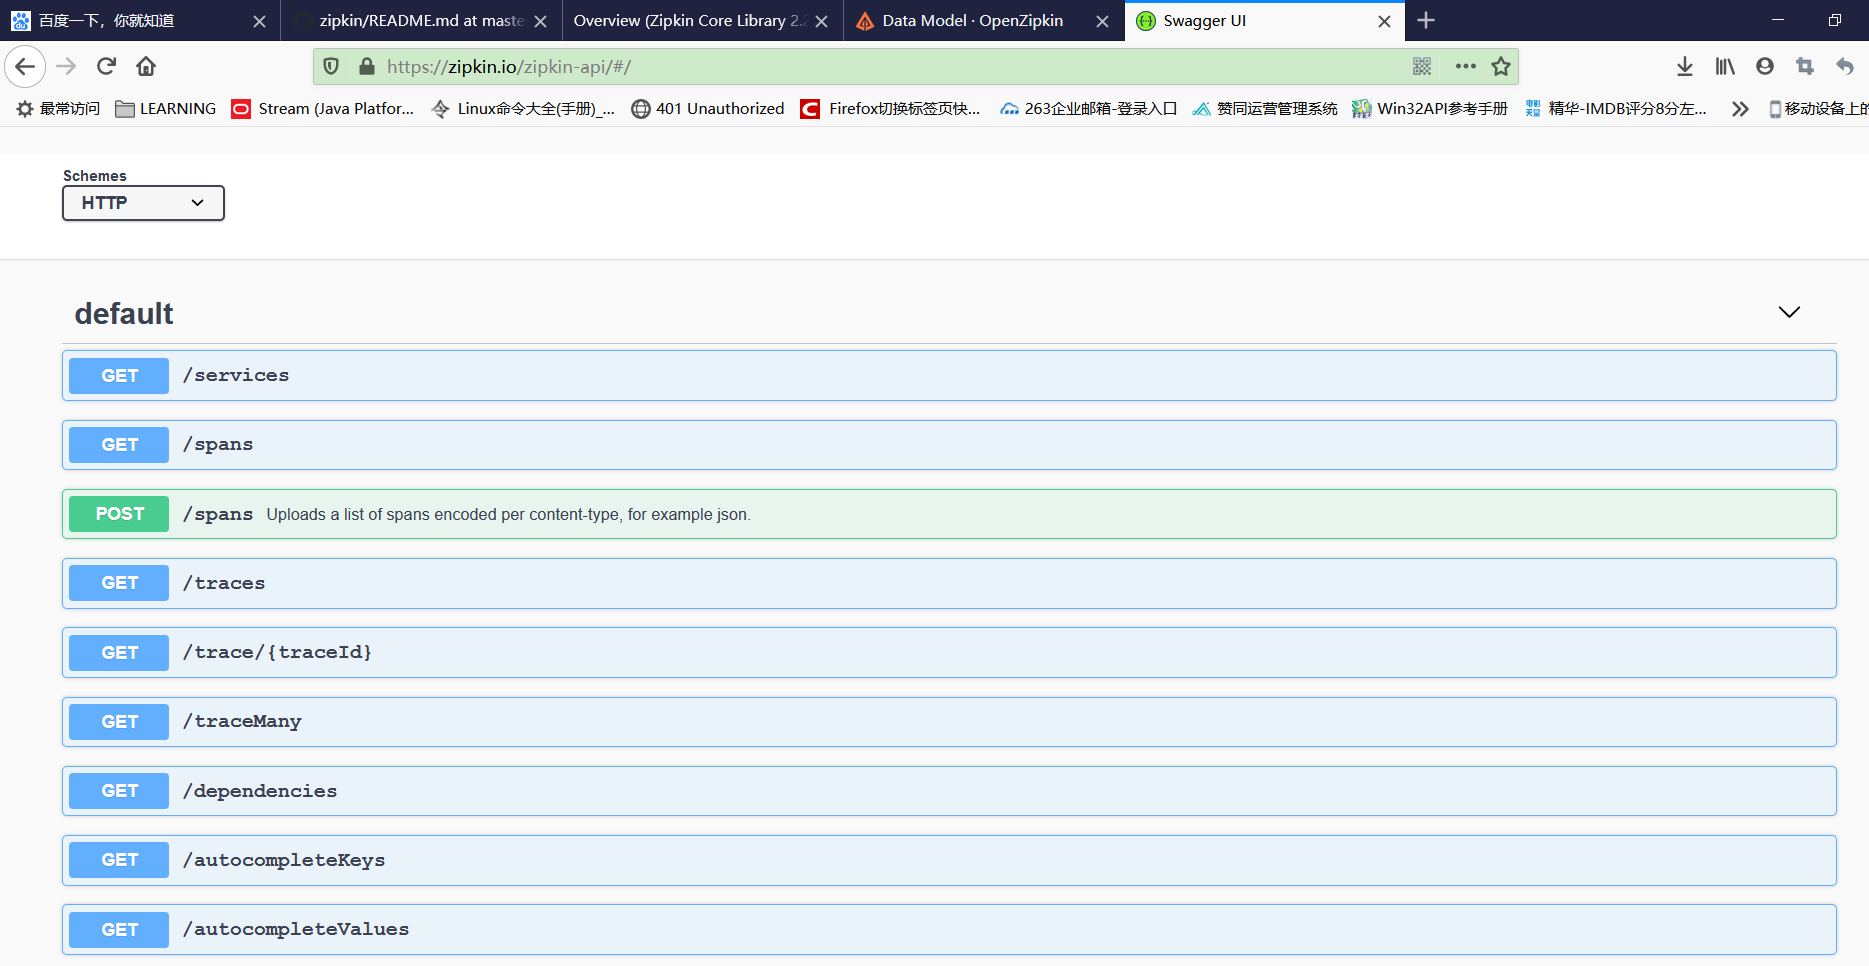 百度一下，你就知道
zipkin/README.md at maste
Overview (Zipkin Core Library 2.2
Data Model · OpenZipkin
Swagger UI
https://zipkin.io/zipkin-api/#/
最常访问
LEARNING
Stream (Java Platfor...
Linux命令大全(手册)_...
401 Unauthorized
Firefox切换标签页快...
263企业邮箱-登录入口
赞同运营管理系统
Win32API参考手册
精华-IMDB评分8分左...
移动设备上的
Schemes
HTTP
default
GET /services
GET /spans
POST /spans Uploads a list of spans encoded per content-type, for example json.
GET /traces
GET /trace/{traceId}
GET /traceMany
GET /dependencies
GET /autocompleteKeys
GET /autocompleteValues